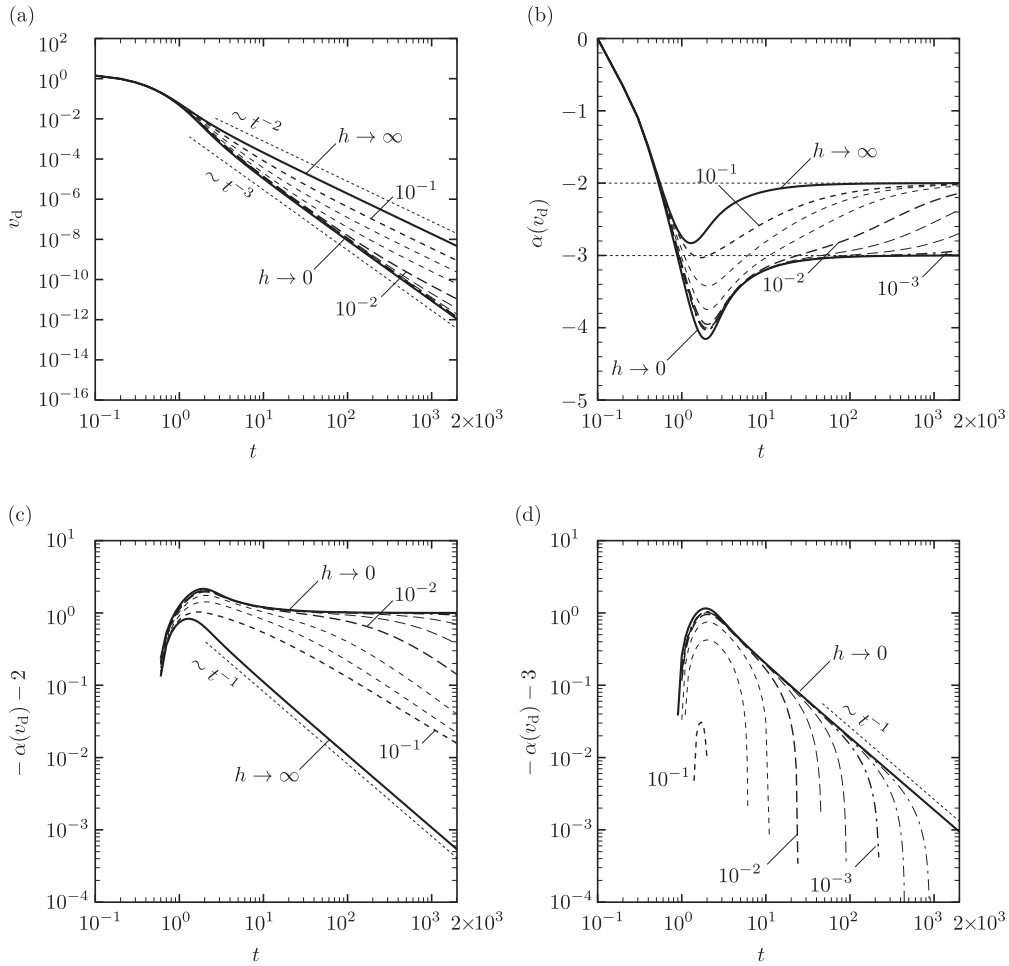 (a)
10^2
10^0
10^−2
10^−4
10^−6
10^−8
10^−10
10^−12
10^−14
10^−16
v_d
∼ t^−2
h → ∞
10^−1
∼ t^−3
h → 0
10^−2
10^−1 10^0 10^1 10^2 10^3 2×10^3
t
(b)
0
−1
−2
−3
−4
−5
α(v_d)
h → ∞
10^−1
10^−2
10^−3
h → 0
10^−1 10^0 10^1 10^2 10^3 2×10^3
t
(c)
10^1
10^0
10^−1
10^−2
10^−3
10^−4
− α(v_d) − 2
h → 0
10^−2
∼ t^−1
10^−1
h → ∞
10^−1 10^0 10^1 10^2 10^3 2×10^3
t
(d)
10^1
10^0
10^−1
10^−2
10^−3
10^−4
− α(v_d) − 3
h → 0
∼ t^−1
10^−1
10^−2
10^−3
10^−1 10^0 10^1 10^2 10^3 2×10^3
t